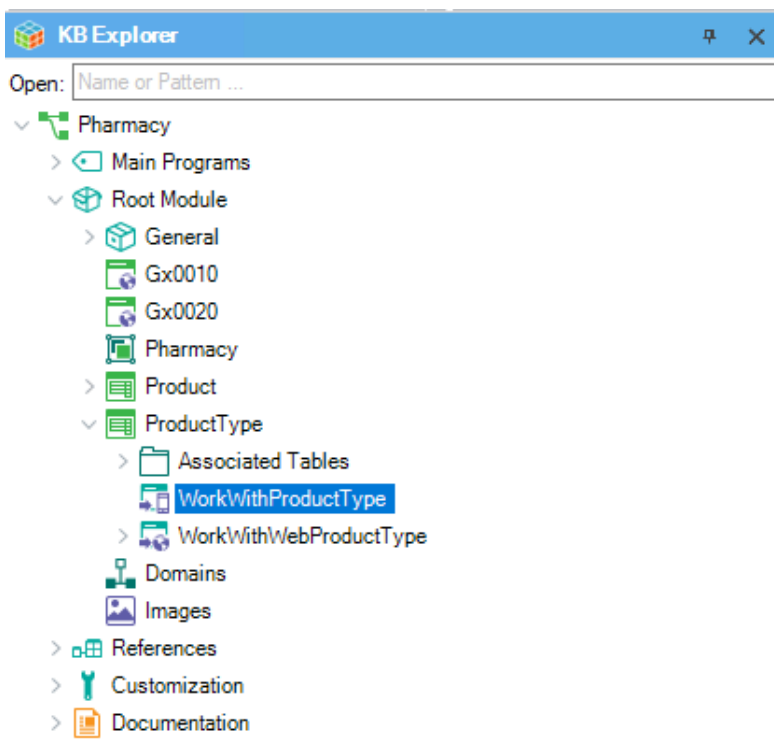 KB Explorer
Open: Name or Pattern ...
Pharmacy
Main Programs
Root Module
General
Gx0010
Gx0020
Pharmacy
Product
ProductType
Associated Tables
WorkWithProductType
WorkWithWebProductType
Domains
Images
References
Customization
Documentation